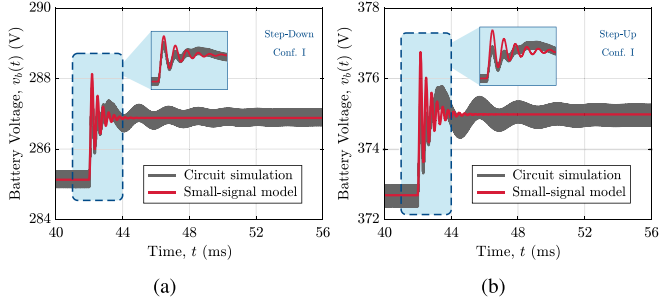 290
288
286
284
Battery Voltage, v_b(t) (V)
Step-Down
Conf. I
Circuit simulation
Small-signal model
40 44 48 52 56
Time, t (ms)
(a)
378
376
374
372
Battery Voltage, v_b(t) (V)
Step-Up
Conf. I
Circuit simulation
Small-signal model
40 44 48 52 56
Time, t (ms)
(b)